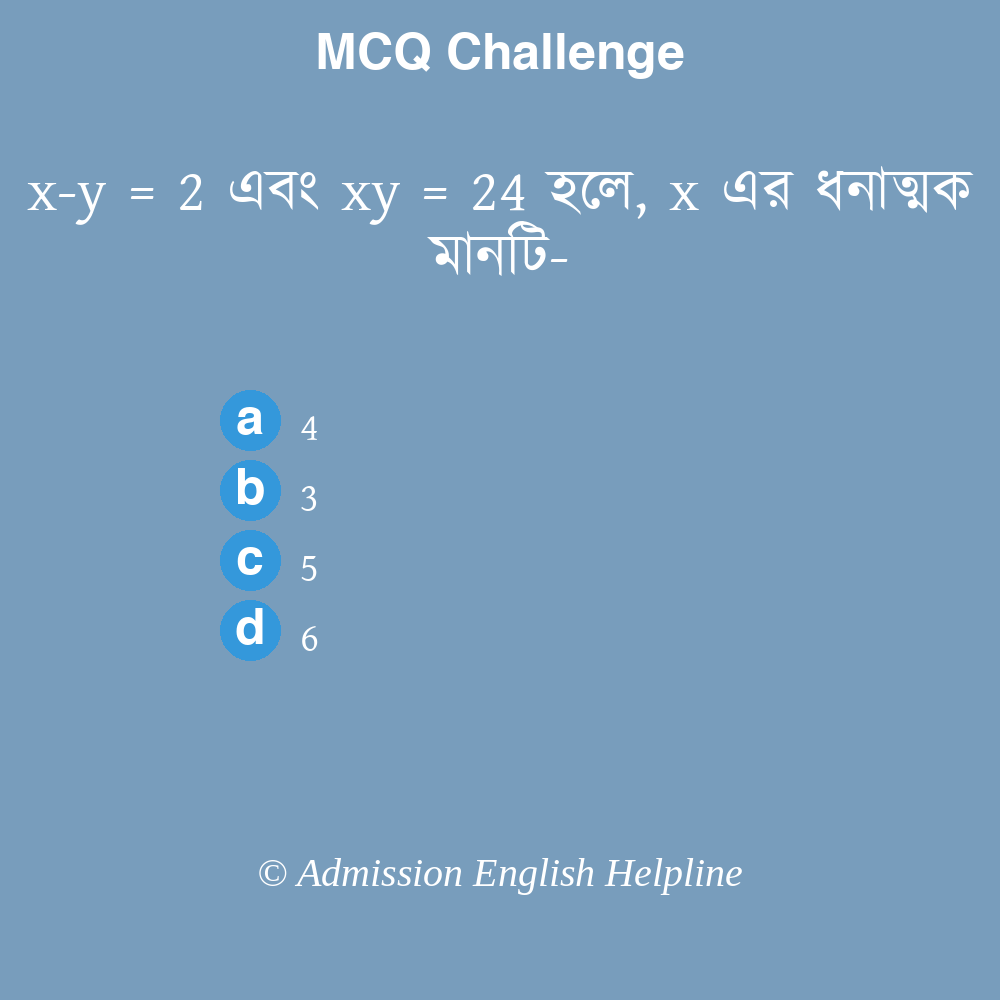 MCQ Challenge
x-y = 2 এবং xy = 24 হলে, x এর ধনাত্মক
মানটি-
a 4
b 3
c 5
d 6
© Admission English Helpline